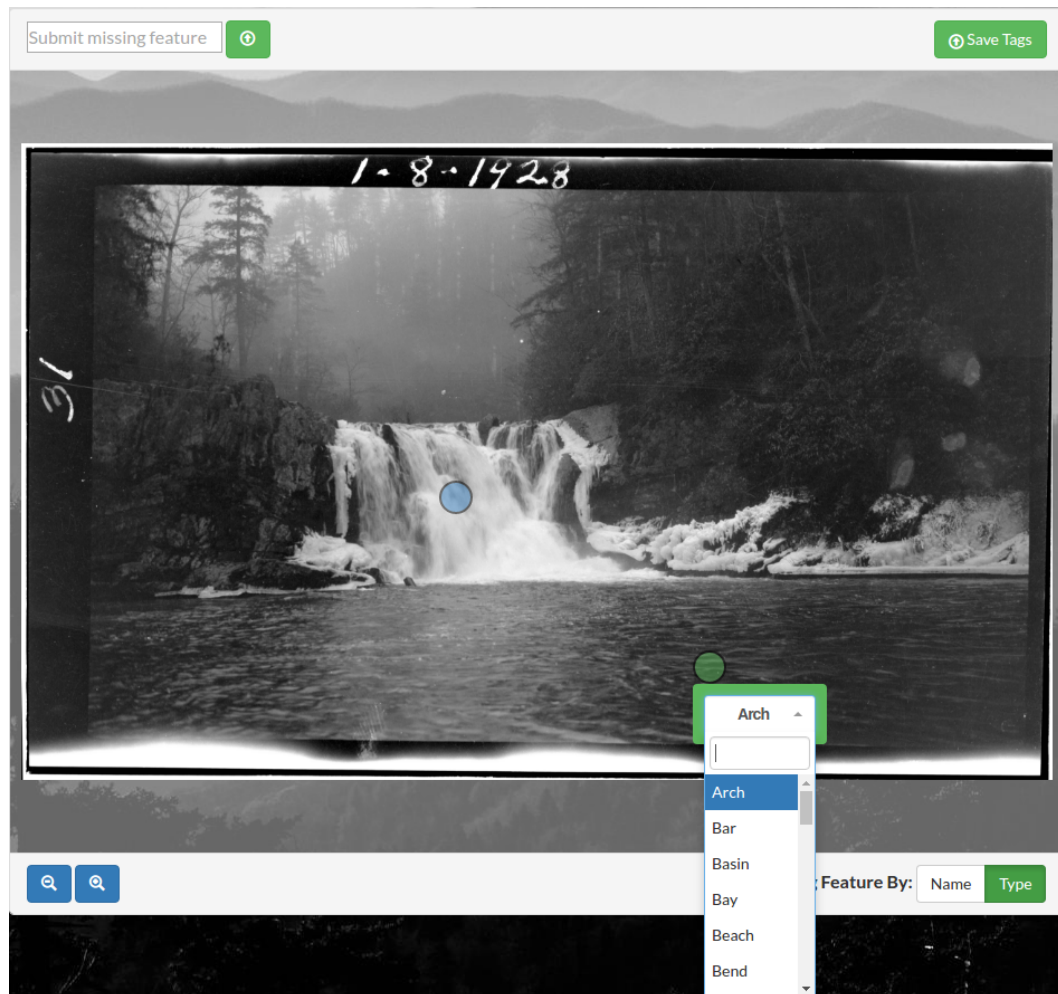 Submit missing feature
Save Tags
1-8-1928
31
Arch
Arch
Bar
Basin
Bay
Beach
Bend
Feature By: Name Type